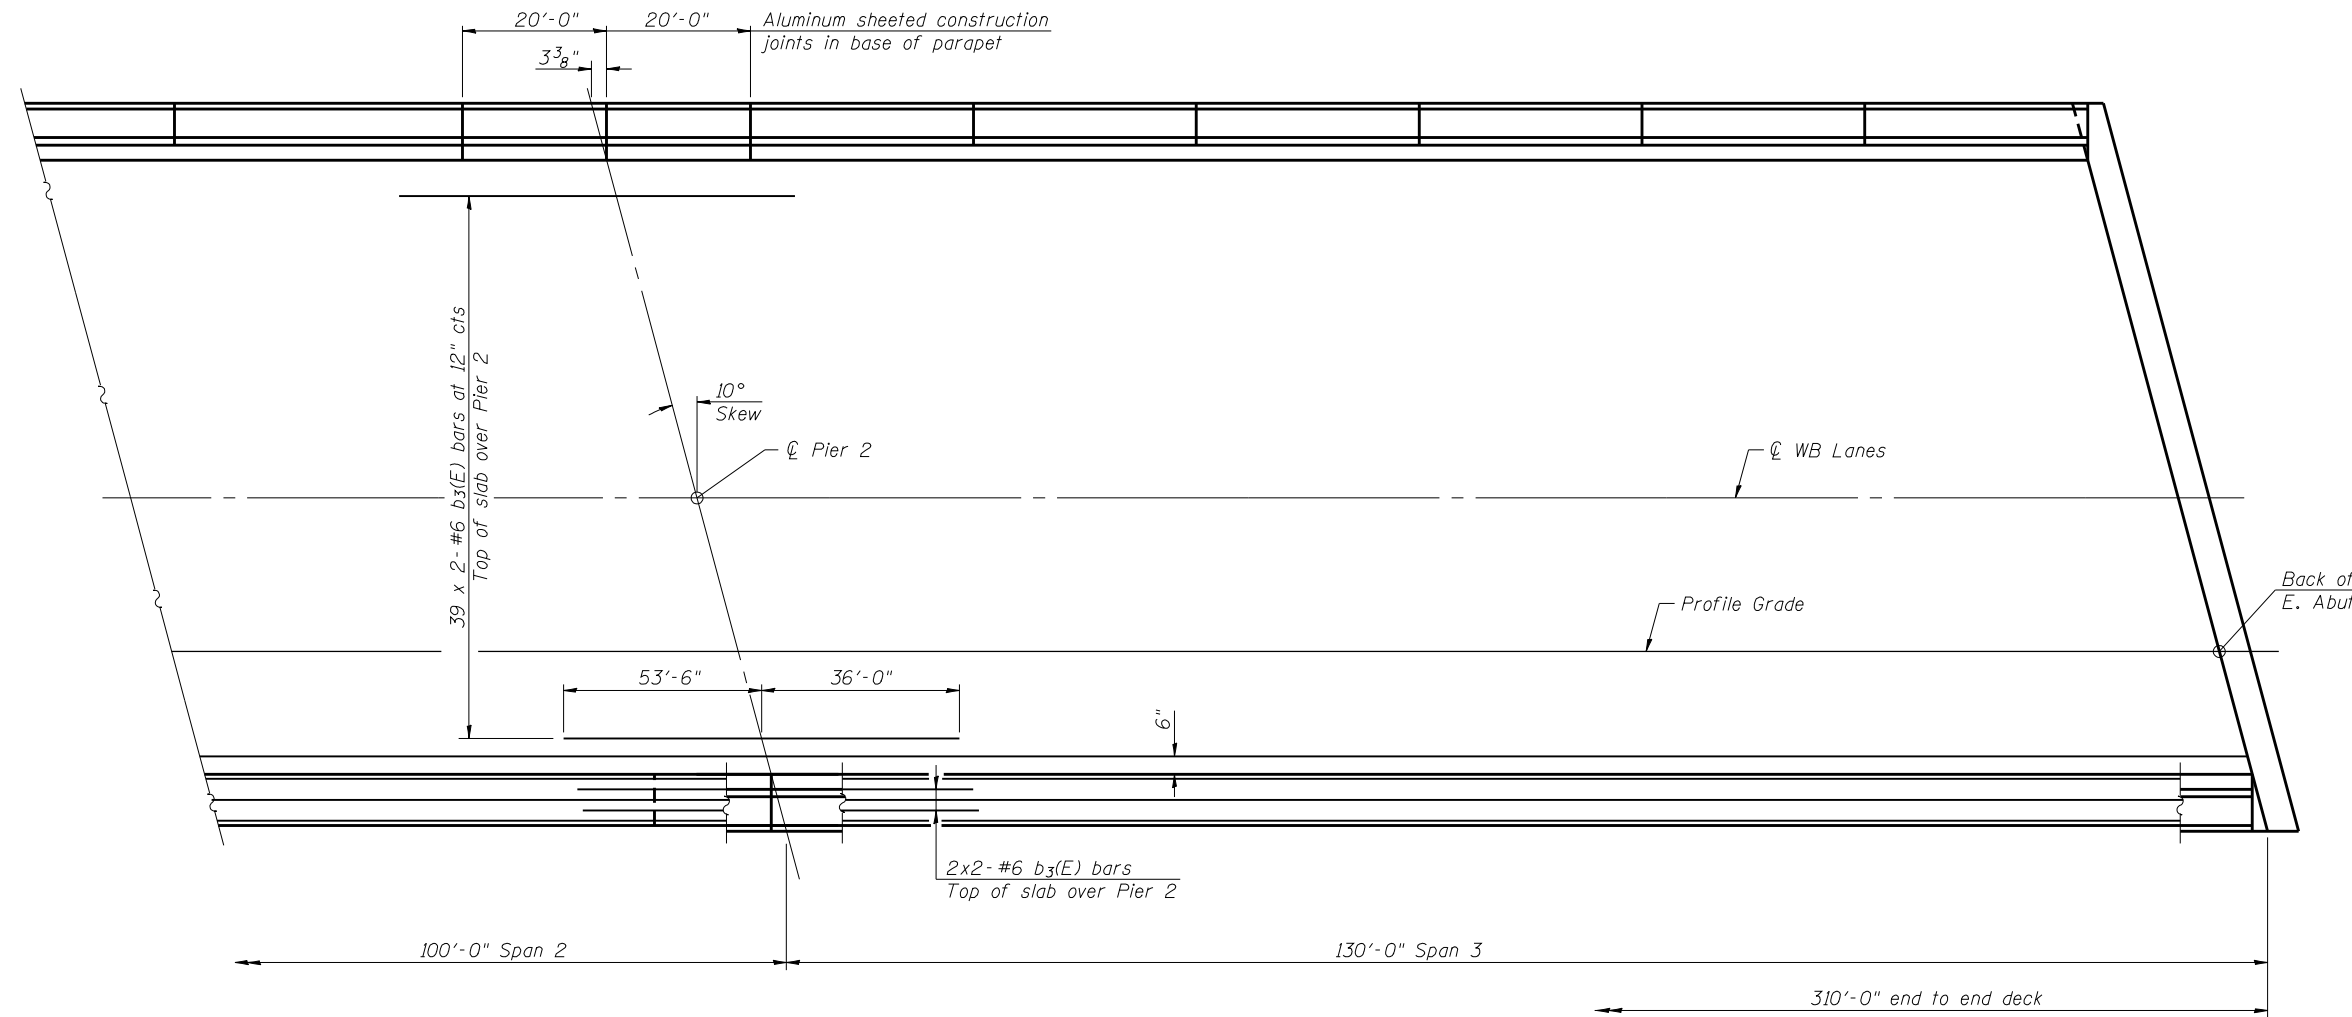 20'-0"
20'-0"
Aluminum sheeted construction
joints in base of parapet
3 3/8"
39 x 2- #6 b3(E) bars at 12" cts
Top of slab over Pier 2
10°
Skew
℄ Pier 2
℄ WB Lanes
Back of
Profile Grade
E. Abut
53'-6"
36'-0"
6"
2x2- #6 b3(E) bars
Top of slab over Pier 2
100'-0" Span 2
130'-0" Span 3
310'-0" end to end deck